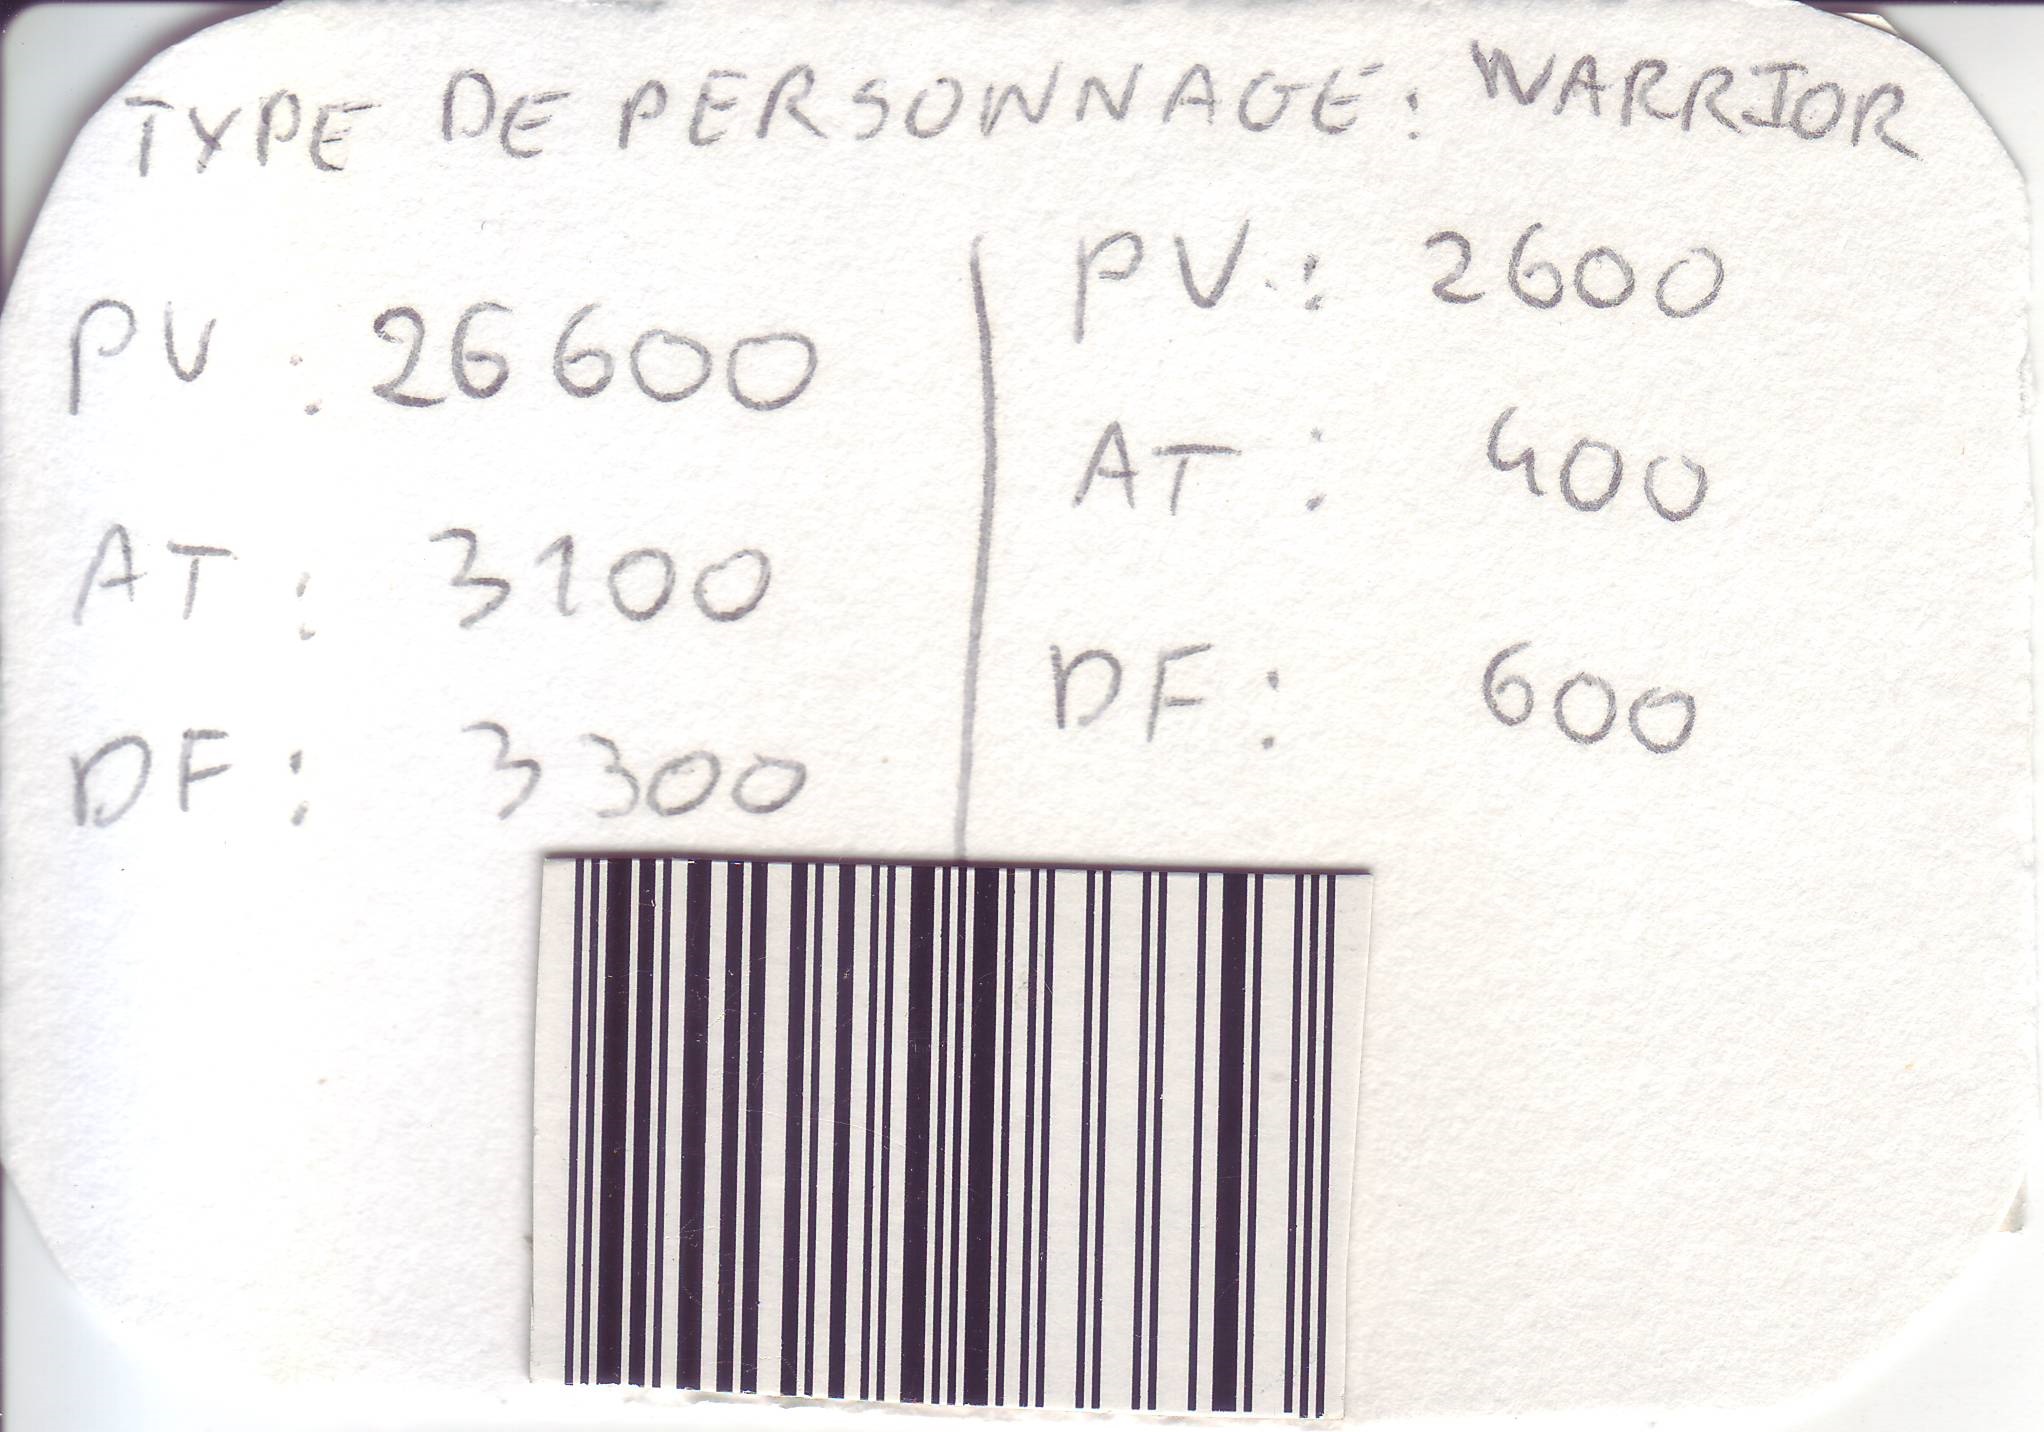 TYPE DE PERSONNAGE: WARRIOR
PV : 26600
AT : 3100
DF : 3300
PV : 2600
AT : 400
DF : 600